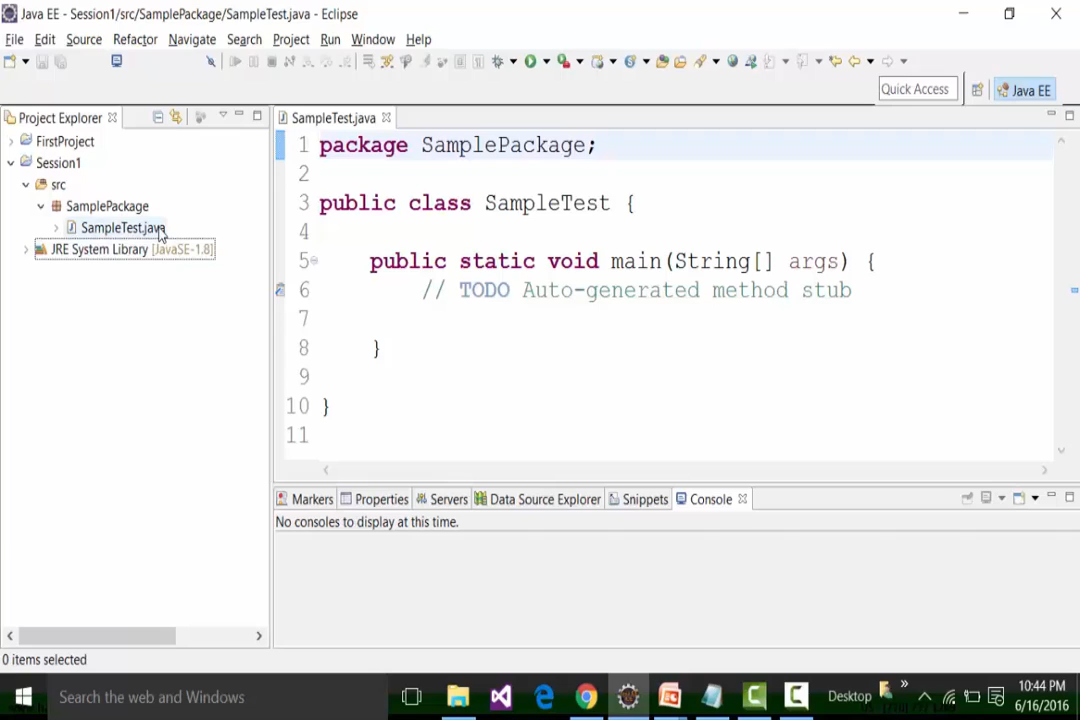 Java EE - Session1/src/SamplePackage/SampleTest.java - Eclipse
File Edit Source Refactor Navigate Search Project Run Window Help
Quick Access
Java EE
Project Explorer
FirstProject
Session1
src
SamplePackage
SampleTest.java
JRE System Library [JavaSE-1.8]
SampleTest.java
1 package SamplePackage;
2
3 public class SampleTest {
4
5 public static void main(String[] args) {
6 // TODO Auto-generated method stub
7
8 }
9
10 }
11
Markers Properties Servers Data Source Explorer Snippets Console
No consoles to display at this time.
0 items selected
Search the web and Windows
Desktop
10:44 PM
6/16/2016